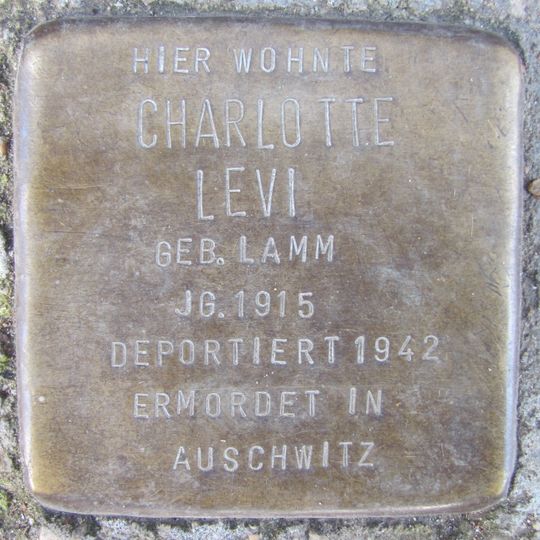 HIER WOHNTE
CHARLOTTE
LEVI
GEB. LAMM
JG. 1915
DEPORTIERT 1942
ERMORDET IN
AUSCHWITZ